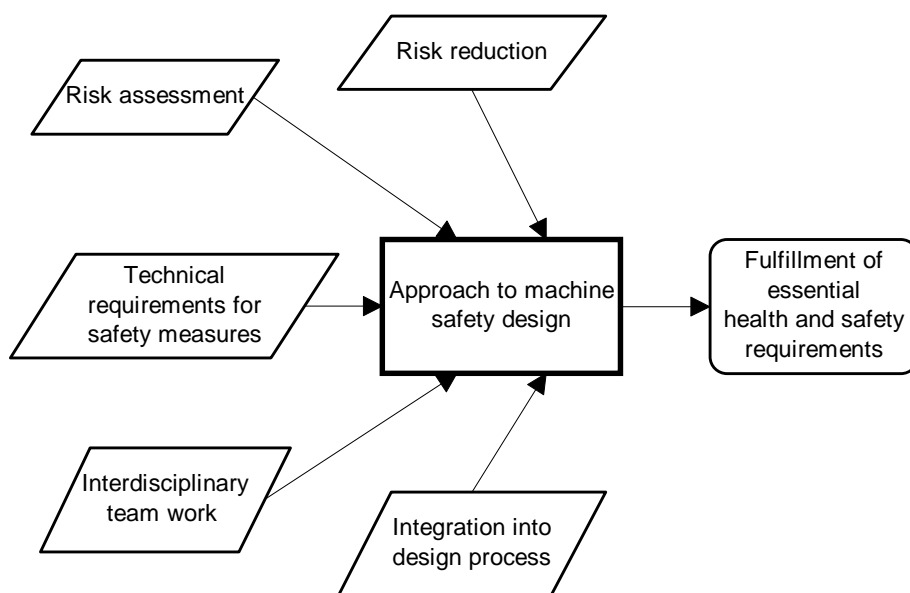 Risk reduction
Risk assessment
Technical
requirements for
safety measures
Approach to machine
safety design
Fulfillment of
essential
health and safety
requirements
Interdisciplinary
team work
Integration into
design process